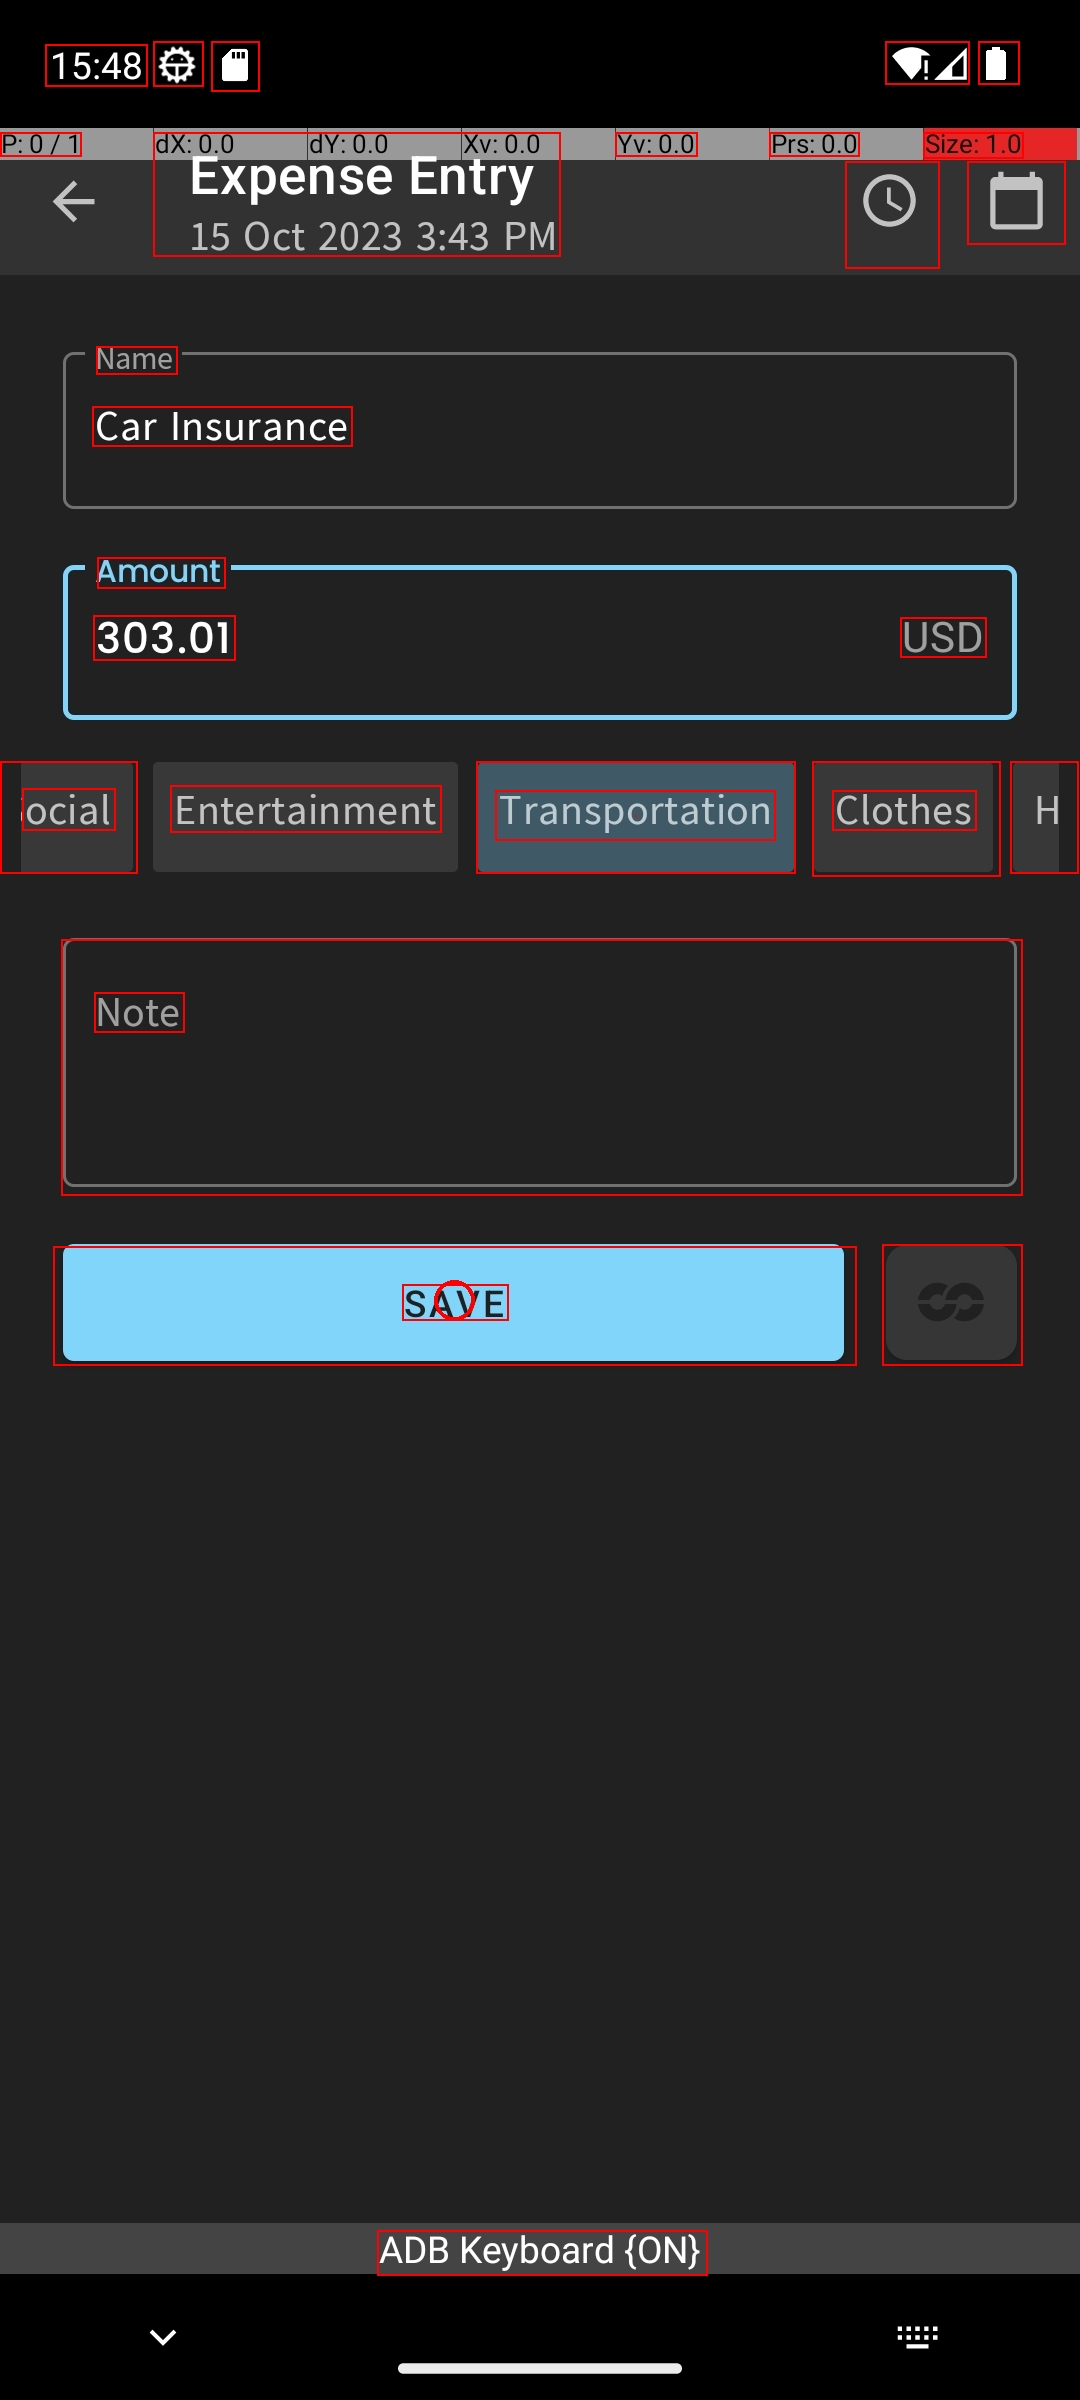 15:48
P: 0 / 1 dX: 0.0 dY: 0.0 Xv: 0.0 Yv: 0.0 Prs: 0.0 Size: 1.0
Expense Entry
15 Oct 2023 3:43 PM
Name
Car Insurance
Amount
303.01 USD
ocial Entertainment Transportation Clothes H
Note
SAVE
ADB Keyboard {ON}